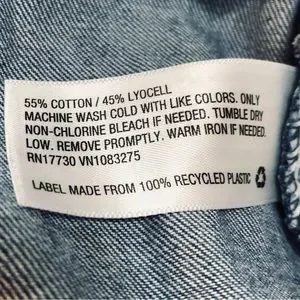 55% COTTON / 45% LYOCELL
MACHINE WASH COLD WITH LIKE COLORS. ONLY
NON-CHLORINE BLEACH IF NEEDED. TUMBLE DRY
LOW. REMOVE PROMPTLY. WARM IRON IF NEEDED.
RN17730 VN1083275
LABEL MADE FROM 100% RECYCLED PLASTIC